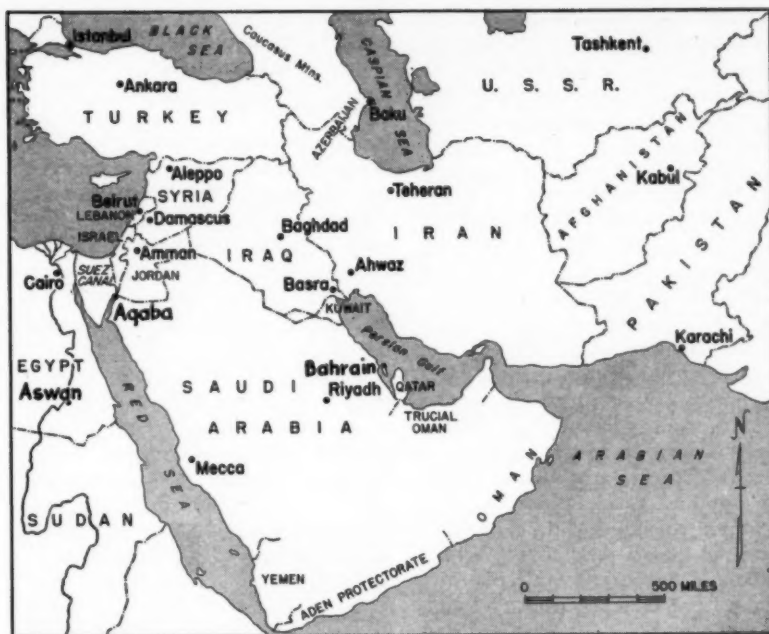 BLACK SEA
Istanbul
Caucasus Mtns.
CASPIAN SEA
Tashkent
U. S. S. R.
Ankara
TURKEY
AZERBAIJAN
Baku
Aleppo
SYRIA
Beirut
LEBANON
Damascus
ISRAEL
Teheran
IRAN
AFGHANISTAN
Kabul
PAKISTAN
Baghdad
IRAQ
Amman
JORDAN
SUEZ CANAL
Cairo
Ahwaz
Basra
KUWAIT
Aqaba
Persian Gulf
Karachi
EGYPT
Aswan
RED SEA
SAUDI
ARABIA
Bahrain
Riyadh
QATAR
TRUCIAL
OMAN
Mecca
OMAN
ARABIAN
SEA
N
SUDAN
YEMEN
ADEN PROTECTORATE
0 500 MILES